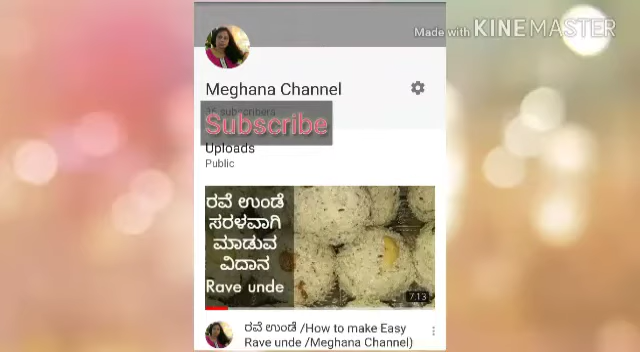 Made with KINEMASTER
Meghana Channel
subscribers
Subscribe
Uploads
Public
ರವೆ ಉಂಡೆ
ಸರಳವಾಗಿ
ಮಾಡುವ
ವಿಧಾನ
Rave unde
7:13
ರವೆ ಉಂಡೆ /How to make Easy
Rave unde /Meghana Channel)